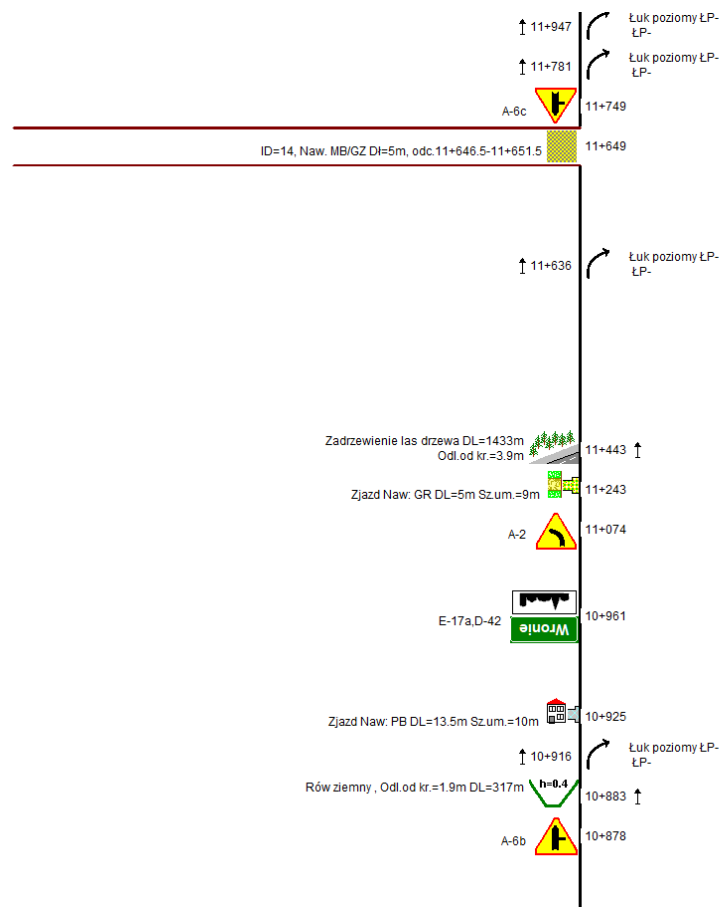 11+947
Łuk poziomy ŁP-
ŁP-
11+781
Łuk poziomy ŁP-
ŁP-
A-6c
11+749
ID=14, Naw. MB/GZ Dł=5m, odc.11+646.5-11+651.5
11+649
11+636
Łuk poziomy ŁP-
ŁP-
Zadrzewienie las drzewa DL=1433m
Odl.od kr.=3.9m
11+443
Zjazd Naw: GR DL=5m Sz.um.=9m
11+243
A-2
11+074
E-17a,D-42
10+961
Wronie
Zjazd Naw: PB DL=13.5m Sz.um.=10m
10+925
10+916
Łuk poziomy ŁP-
ŁP-
Rów ziemny , Odl.od kr.=1.9m DL=317m
h=0.4
10+883
A-6b
10+878